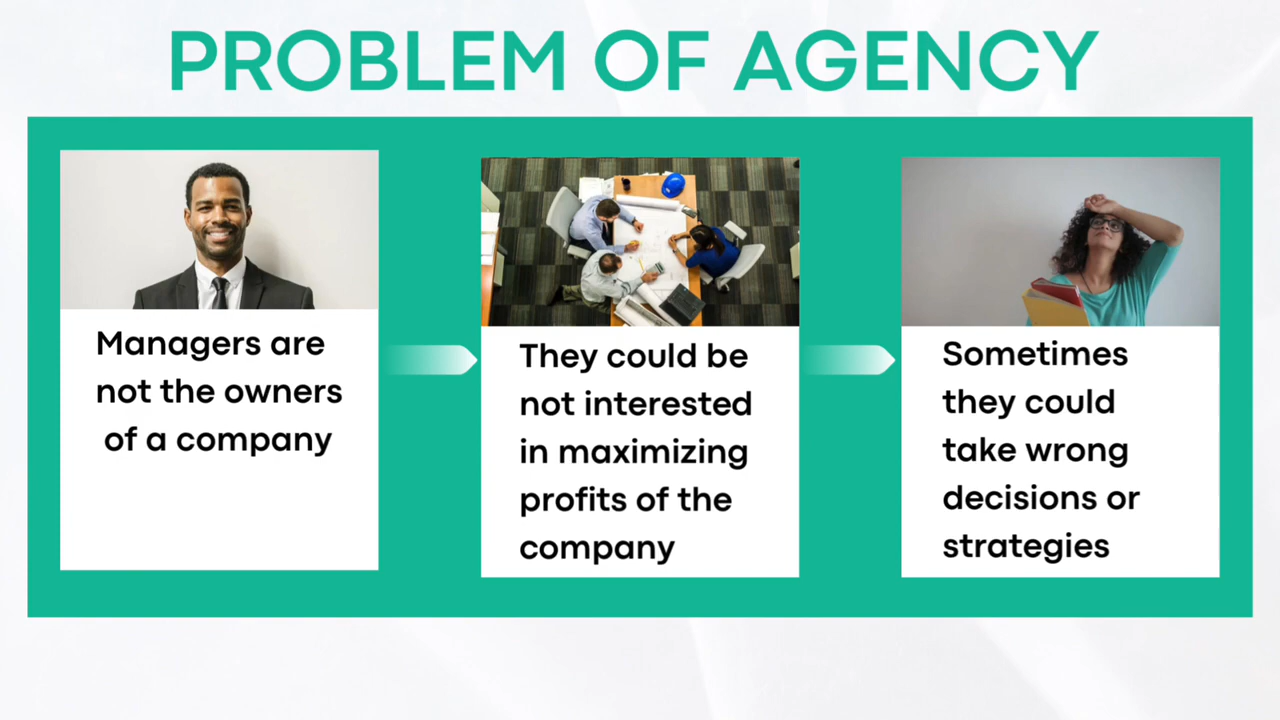 PROBLEM OF AGENCY
Managers are
not the owners
of a company
They could be
not interested
in maximizing
profits of the
company
Sometimes
they could
take wrong
decisions or
strategies